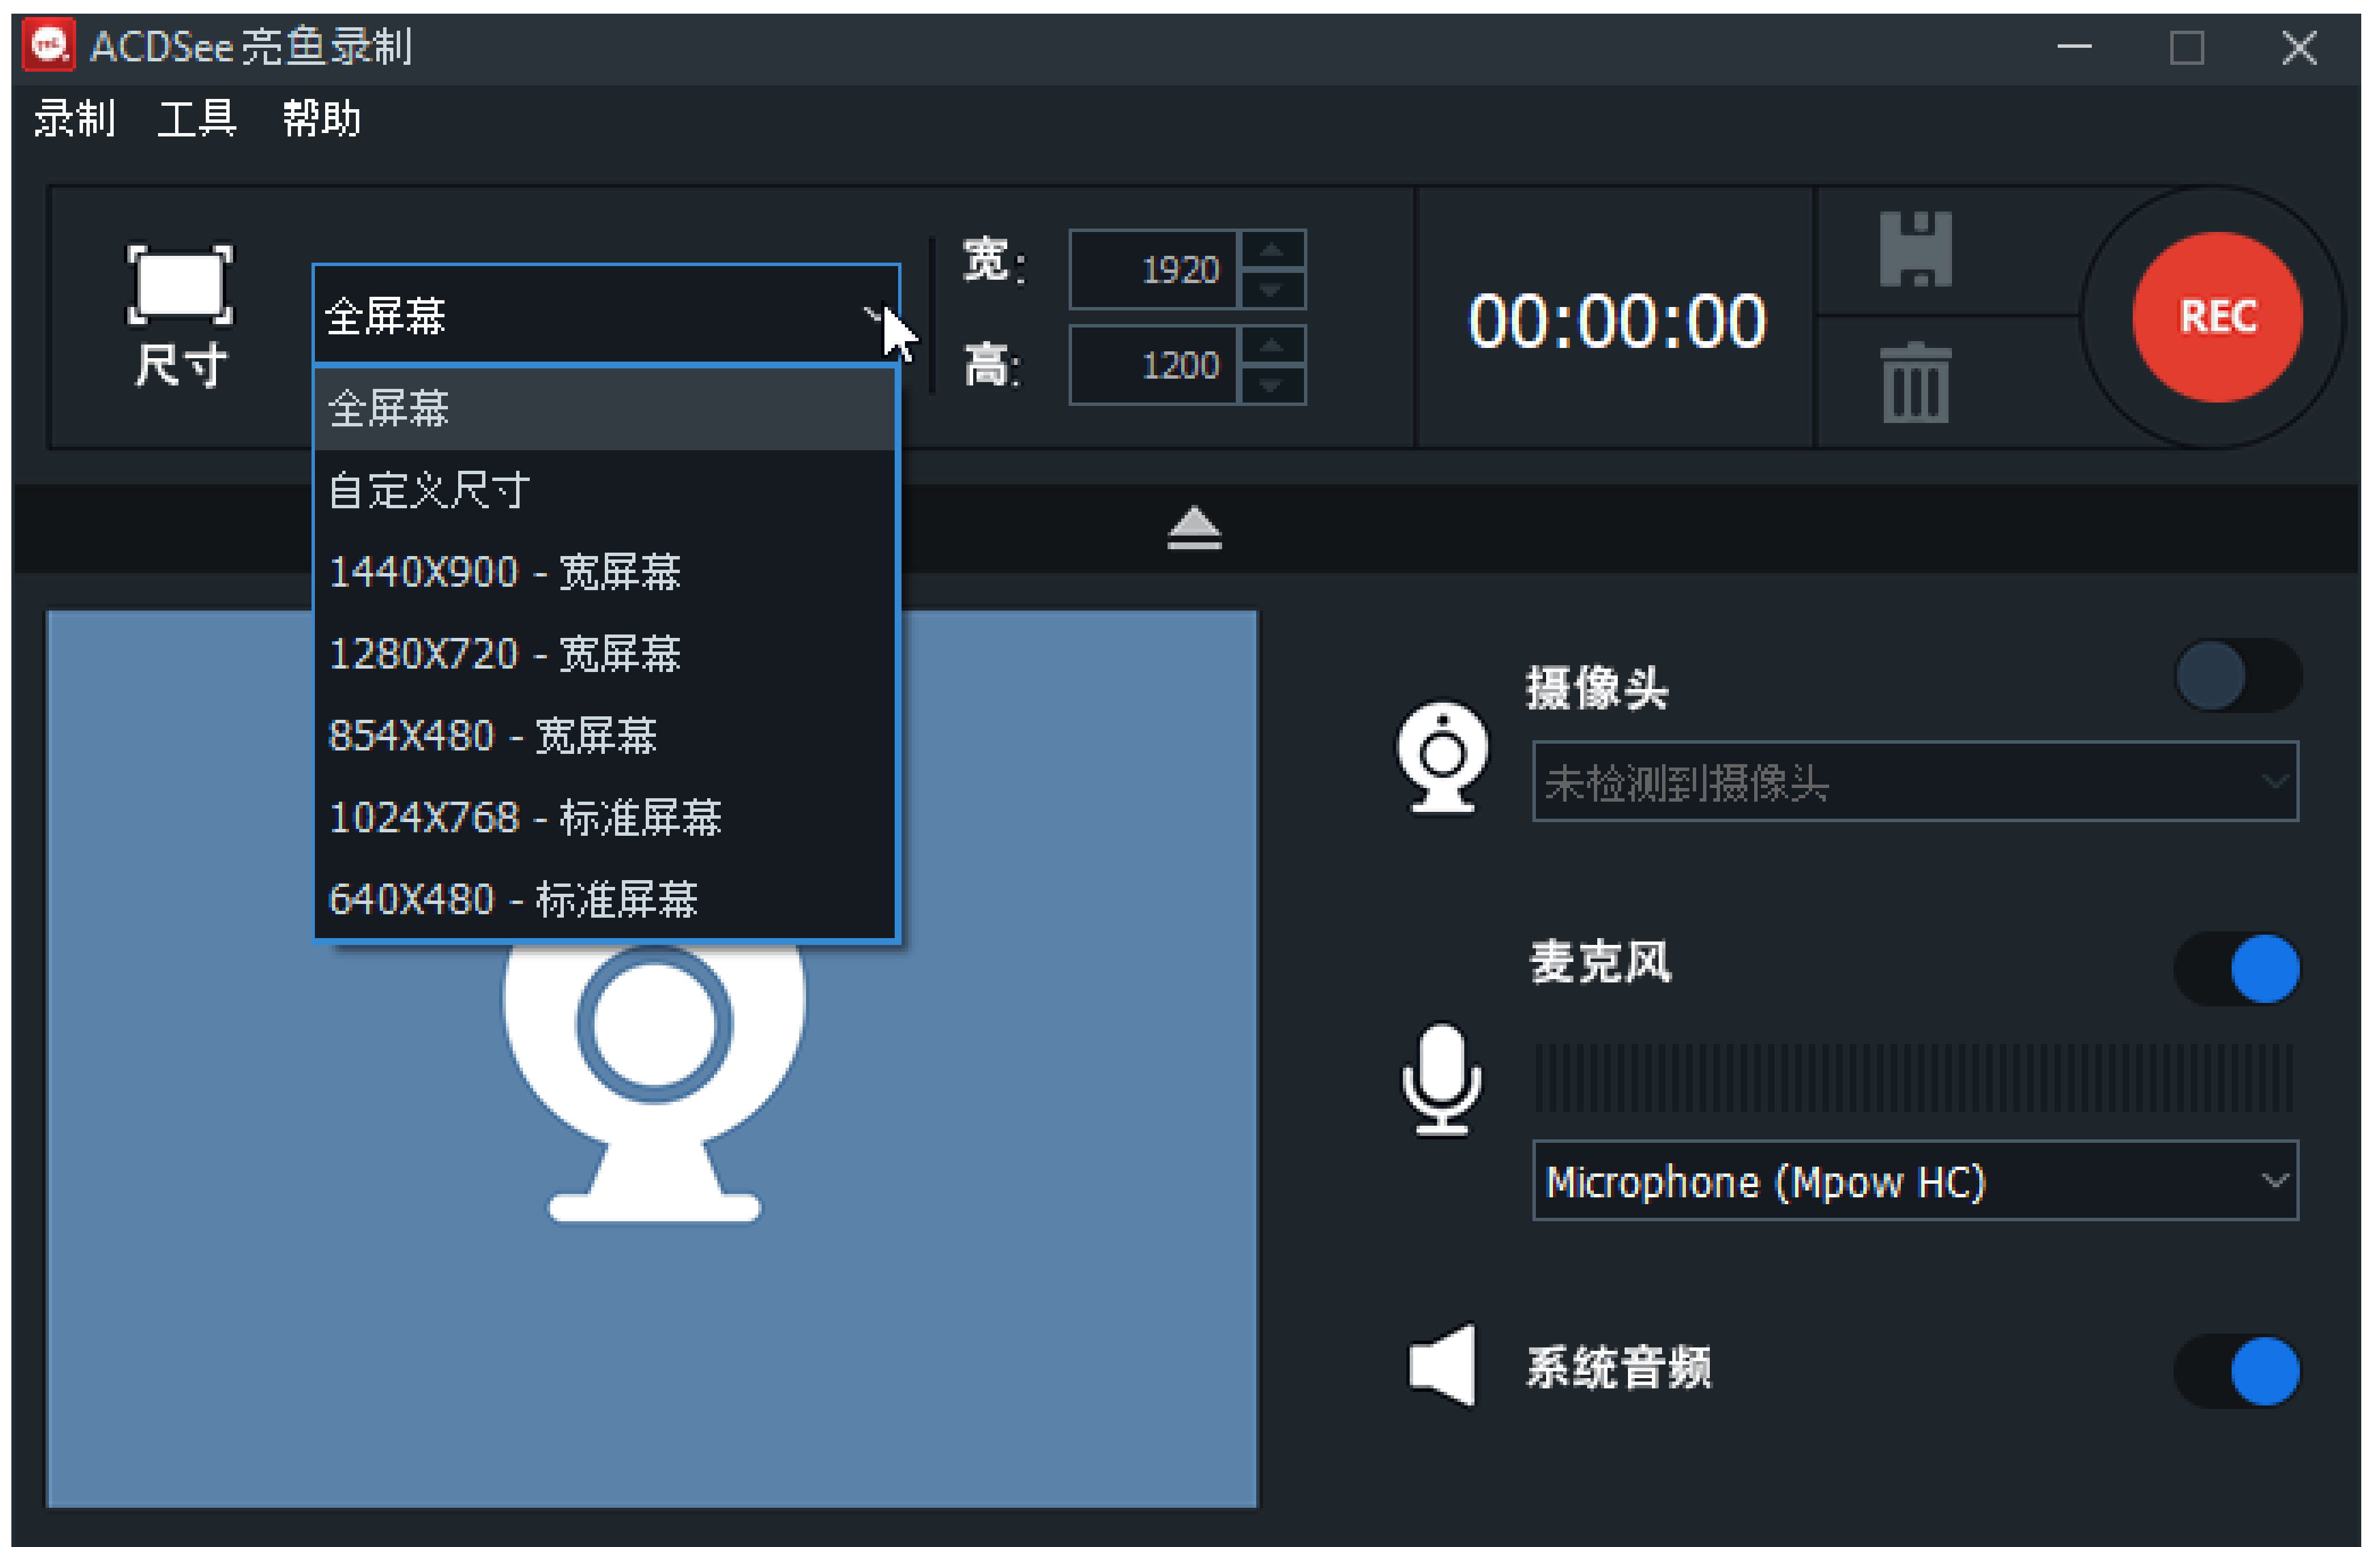 ACDSee 亮鱼录制
录制 工具 帮助
尺寸
全屏幕
宽: 1920
高: 1200
00:00:00
REC
全屏幕
自定义尺寸
1440X900 - 宽屏幕
1280X720 - 宽屏幕
854X480 - 宽屏幕
1024X768 - 标准屏幕
640X480 - 标准屏幕
摄像头
未检测到摄像头
麦克风
Microphone (Mpow HC)
系统音频